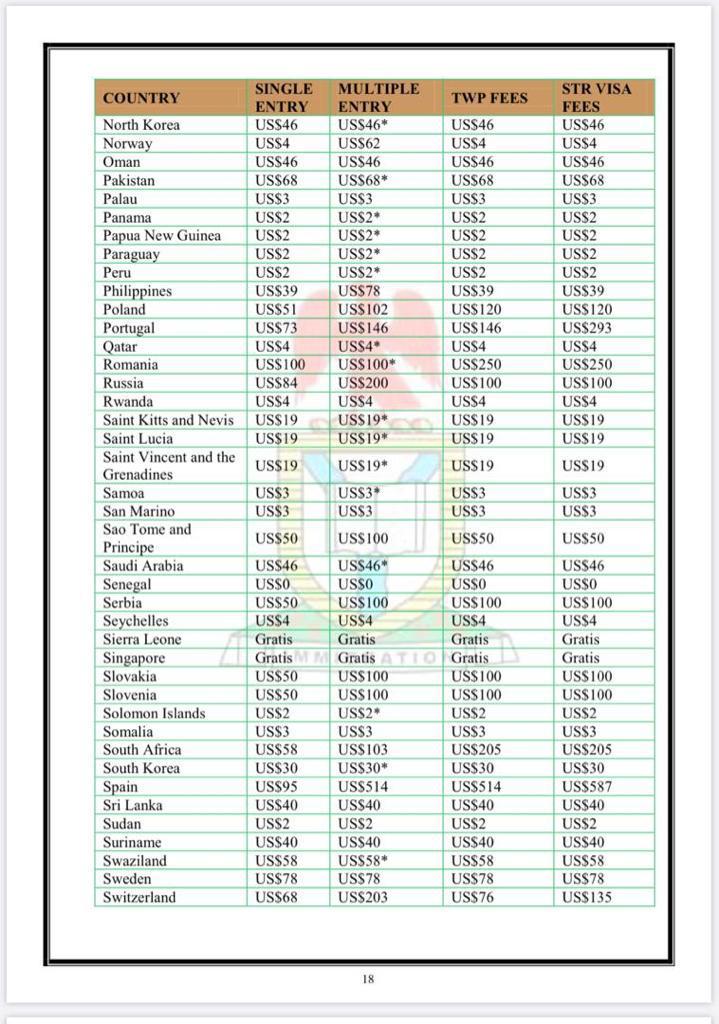 COUNTRY SINGLE ENTRY MULTIPLE ENTRY TWP FEES STR VISA FEES
North Korea US$46 US$46* US$46 US$46
Norway US$4 US$62 US$4 US$4
Oman US$46 US$46 US$46 US$46
Pakistan US$68 US$68* US$68 US$68
Palau US$3 US$3 US$3 US$3
Panama US$2 US$2* US$2 US$2
Papua New Guinea US$2 US$2* US$2 US$2
Paraguay US$2 US$2* US$2 US$2
Peru US$2 US$2* US$2 US$2
Philippines US$39 US$78 US$39 US$39
Poland US$51 US$102 US$120 US$120
Portugal US$73 US$146 US$146 US$293
Qatar US$4 US$4* US$4 US$4
Romania US$100 US$100* US$250 US$250
Russia US$84 US$200 US$100 US$100
Rwanda US$4 US$4 US$4 US$4
Saint Kitts and Nevis US$19 US$19* US$19 US$19
Saint Lucia US$19 US$19* US$19 US$19
Saint Vincent and the Grenadines US$19 US$19* US$19 US$19
Samoa US$3 US$3* US$3 US$3
San Marino US$3 US$3 US$3 US$3
Sao Tome and Principe US$50 US$100 US$50 US$50
Saudi Arabia US$46 US$46* US$46 US$46
Senegal US$0 US$0 US$0 US$0
Serbia US$50 US$100 US$100 US$100
Seychelles US$4 US$4 US$4 US$4
Sierra Leone Gratis Gratis Gratis Gratis
Singapore Gratis Gratis Gratis Gratis
Slovakia US$50 US$100 US$100 US$100
Slovenia US$50 US$100 US$100 US$100
Solomon Islands US$2 US$2* US$2 US$2
Somalia US$3 US$3 US$3 US$3
South Africa US$58 US$103 US$205 US$205
South Korea US$30 US$30* US$30 US$30
Spain US$95 US$514 US$514 US$587
Sri Lanka US$40 US$40 US$40 US$40
Sudan US$2 US$2 US$2 US$2
Suriname US$40 US$40 US$40 US$40
Swaziland US$58 US$58* US$58 US$58
Sweden US$78 US$78 US$78 US$78
Switzerland US$68 US$203 US$76 US$135
18